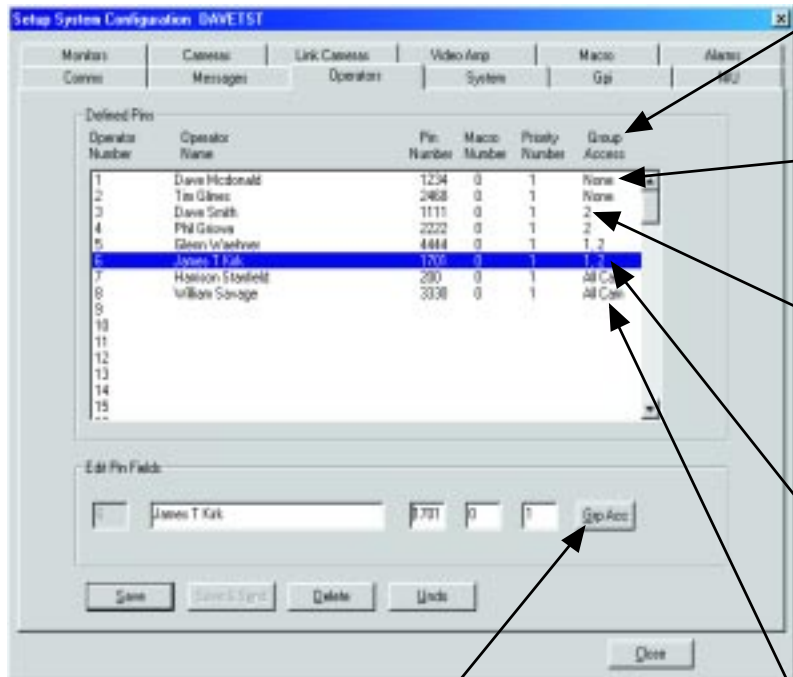 Setup System Configuration DAVETST
Monitors Cameras Link Cameras Video Amp Macro Alarms
Comms Messages Operators System Gpi NIU
Defined Pins
Operator Number Operator Name Pin Number Macro Number Priority Number Group Access
1 Dave Mcdonald 1234 0 1 None
2 Tim Glines 2468 0 1 None
3 Dave Smith 1111 0 1 2
4 Phil 2222 0 1 2
5 Glenn Waehner 4444 0 1 1, 2
6 James T Kirk 1701 0 1 1, 2
7 Harrison Stanfield 200 0 1 All Cam
8 William Savage 3330 0 1 All Cam
9
10
11
12
13
14
15
Edit Pin Fields
6 James T Kirk 1701 0 1 Grp Acc
Save Save & Send Delete Undo
Close